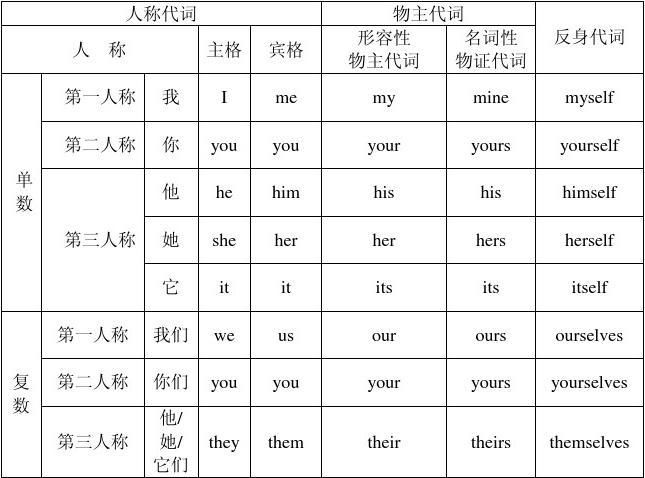 人称代词 物主代词 反身代词
人 称 主格 宾格 形容性 物主代词 名词性 物证代词
单数 第一人称 我 I me my mine myself
第二人称 你 you you your yours yourself
第三人称 他 he him his his himself
她 she her her hers herself
它 it it its its itself
复数 第一人称 我们 we us our ours ourselves
第二人称 你们 you you your yours yourselves
第三人称 他/她/它们 they them their theirs themselves